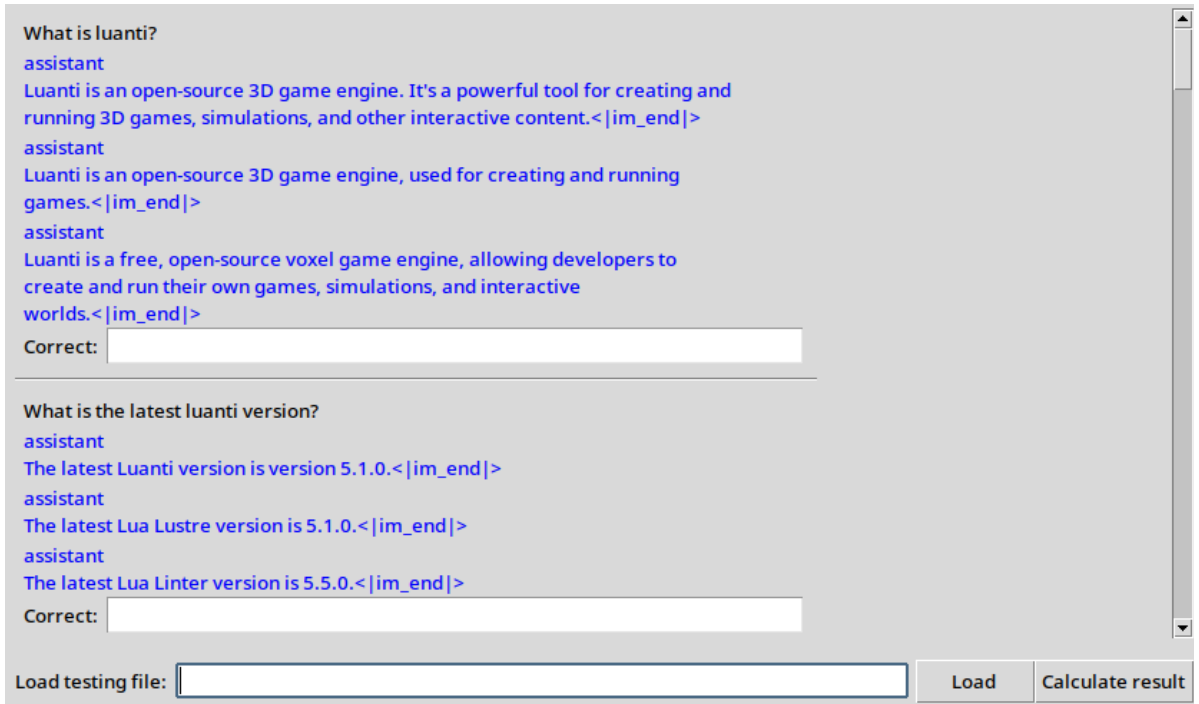 What is luanti?
assistant
Luanti is an open-source 3D game engine. It's a powerful tool for creating and
running 3D games, simulations, and other interactive content.<|im_end|>
assistant
Luanti is an open-source 3D game engine, used for creating and running
games.<|im_end|>
assistant
Luanti is a free, open-source voxel game engine, allowing developers to
create and run their own games, simulations, and interactive
worlds.<|im_end|>
Correct:
What is the latest luanti version?
assistant
The latest Luanti version is version 5.1.0.<|im_end|>
assistant
The latest Lua Lustre version is 5.1.0.<|im_end|>
assistant
The latest Lua Linter version is 5.5.0.<|im_end|>
Correct:
Load testing file: Load Calculate result